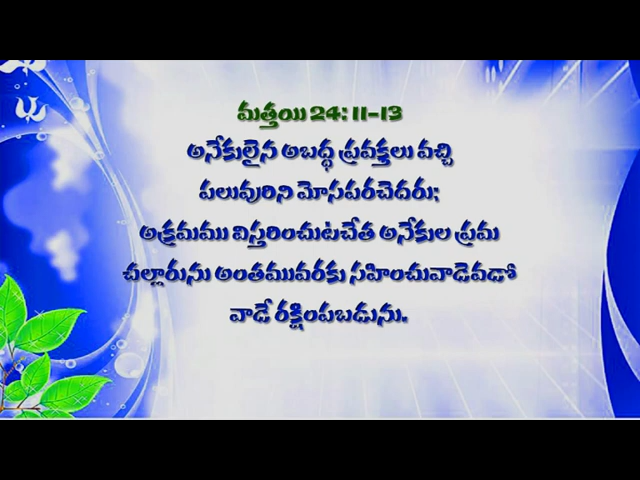 మత్తయి 24: 11-13
అనేకులైన అబద్ధ ప్రవక్తలు వచ్చి
పలువురిని మోసపరచెదరు;
అక్రమము విస్తరించుటచేత అనేకుల ప్రమ
చల్లారును అంతమువరకు సహించువాడెవడో
వాడే రక్షింపబడును.